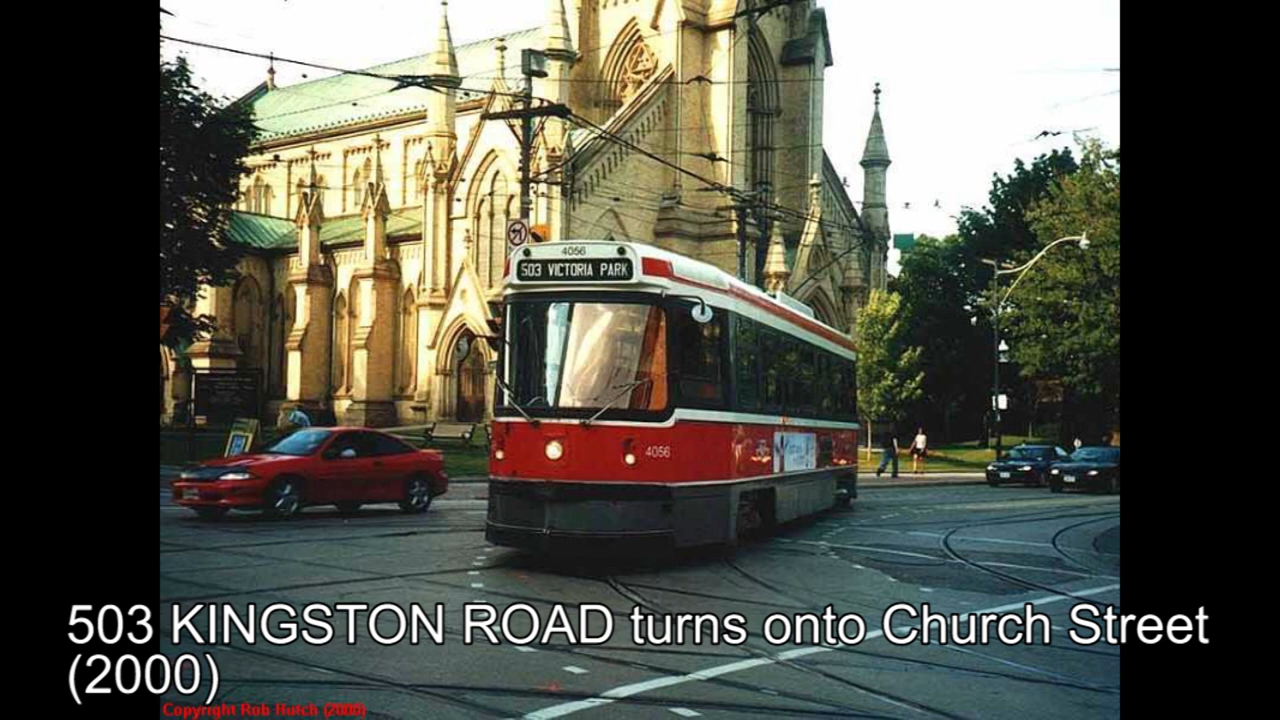 4056
503 VICTORIA PARK
4056
503 KINGSTON ROAD turns onto Church Street
(2000)
Copyright Rob Hutch (2000)